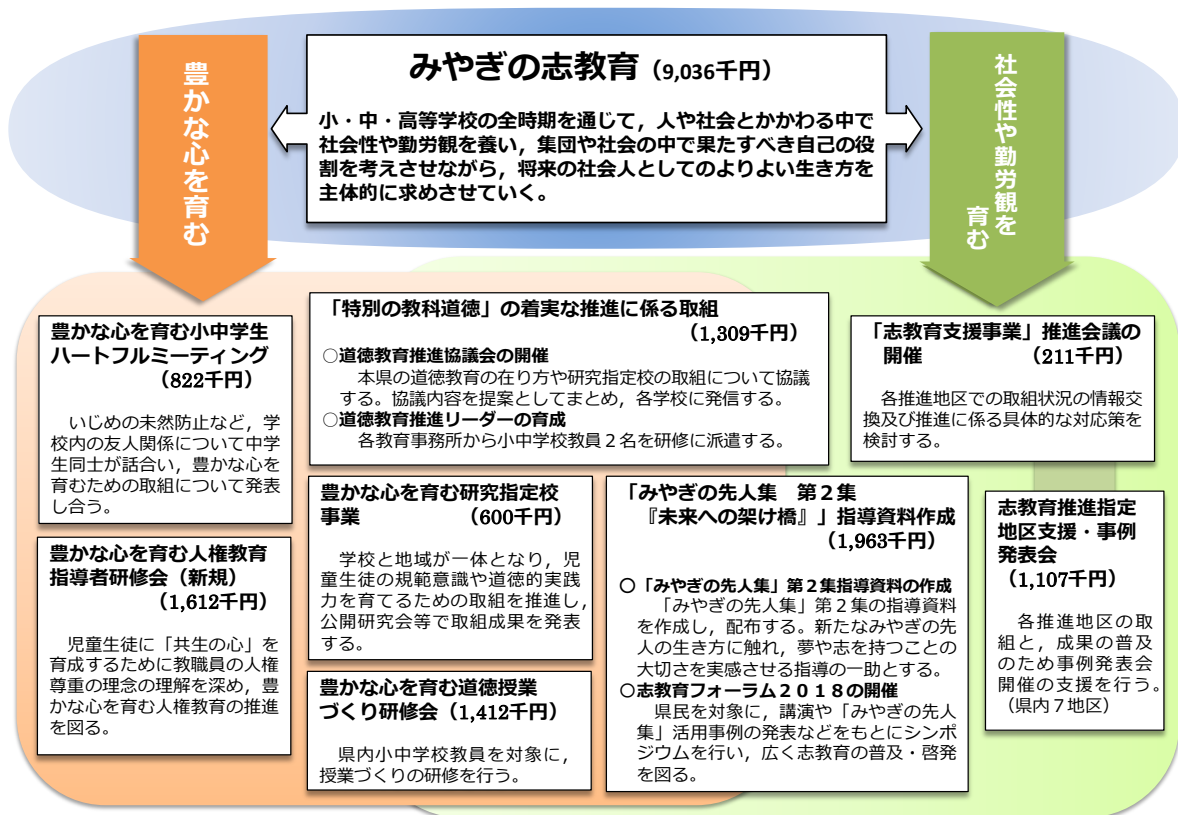 みやぎの志教育（9,036千円）
小・中・高等学校の全時期を通じて，人や社会とかかわる中で
社会性や勤労観を養い，集団や社会の中で果たすべき自己の役
割を考えさせながら，将来の社会人としてのよりよい生き方を
主体的に求めさせていく。
豊かな心を育む
社会性や勤労観を
育む
豊かな心を育む小中学生
ハートフルミーティング
（822千円）
いじめの未然防止など，学
校内の友人関係について中学
生同士が話合い，豊かな心を
育むための取組について発表
し合う。
豊かな心を育む人権教育
指導者研修会（新規）
（1,612千円）
児童生徒に「共生の心」を
育成するために教職員の人権
尊重の理念の理解を深め，豊
かな心を育む人権教育の推進
を図る。
「特別の教科道徳」の着実な推進に係る取組
（1,309千円）
○道徳教育推進協議会の開催
本県の道徳教育の在り方や研究指定校の取組について協議
する。協議内容を提案としてまとめ，各学校に発信する。
○道徳教育推進リーダーの育成
各教育事務所から小中学校教員２名を研修に派遣する。
豊かな心を育む研究指定校
事業　（600千円）
学校と地域が一体となり，児
童生徒の規範意識や道徳的実践
力を育てるための取組を推進し，
公開研究会等で取組成果を発表
する。
豊かな心を育む道徳授業
づくり研修会（1,412千円）
県内小中学校教員を対象に，
授業づくりの研修を行う。
「みやぎの先人集　第２集
『未来への架け橋』」指導資料作成
（1,963千円）
○「みやぎの先人集」第２集指導資料の作成
「みやぎの先人集」第２集の指導資料
を作成し，配布する。新たなみやぎの先
人の生き方に触れ，夢や志を持つことの
大切さを実感させる指導の一助とする。
○志教育フォーラム２０１８の開催
県民を対象に，講演や「みやぎの先人
集」活用事例の発表などをもとにシンポ
ジウムを行い，広く志教育の普及・啓発
を図る。
「志教育支援事業」推進会議の
開催　（211千円）
各推進地区での取組状況の情報交
換及び推進に係る具体的な対応策を
検討する。
志教育推進指定
地区支援・事例
発表会
（1,107千円）
各推進地区の取
組と，成果の普及
のため事例発表会
開催の支援を行う。
（県内７地区）